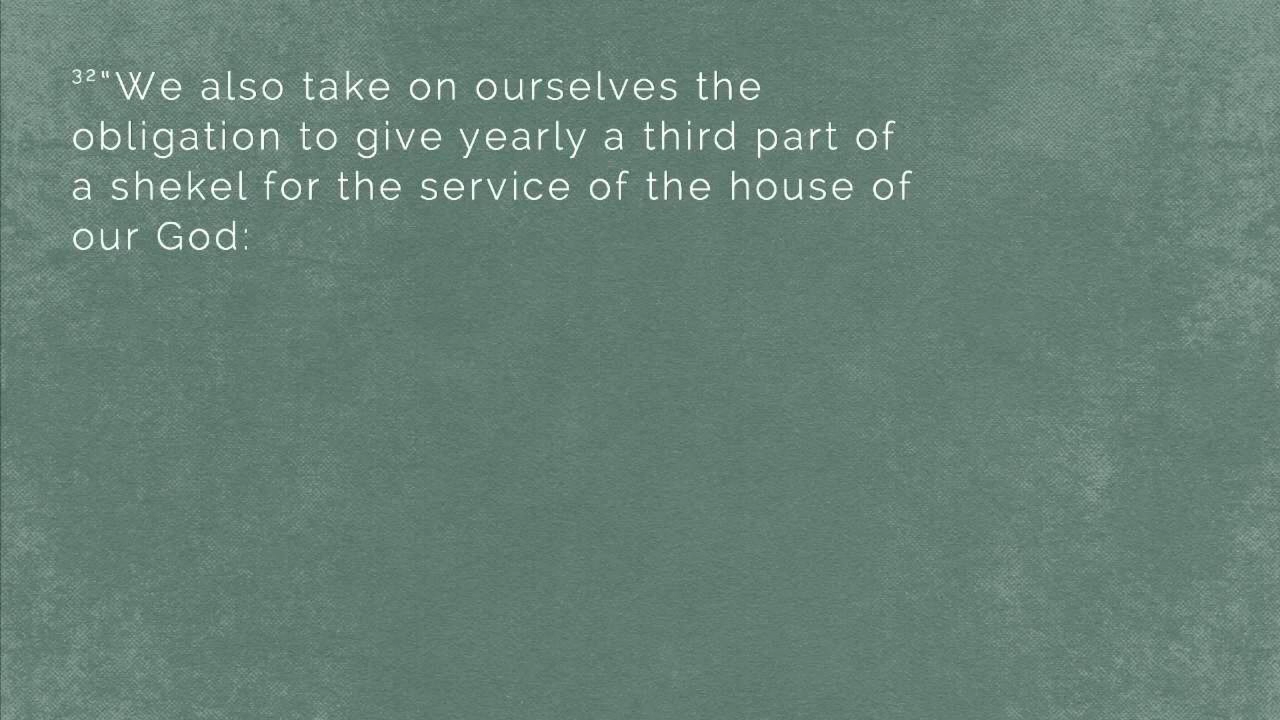 ³²“We also take on ourselves the
obligation to give yearly a third part of
a shekel for the service of the house of
our God: